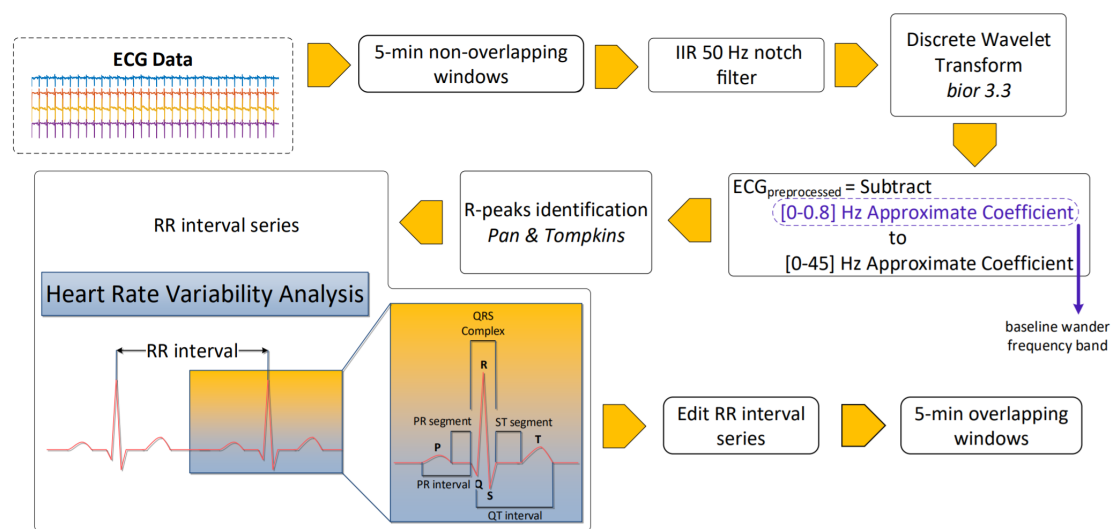 ECG Data
5-min non-overlapping
windows
IIR 50 Hz notch
filter
Discrete Wavelet
Transform
bior 3.3
ECGpreprocessed = Subtract
[0-0.8] Hz Approximate Coefficient
to
[0-45] Hz Approximate Coefficient
baseline wander
frequency band
R-peaks identification
Pan & Tompkins
RR interval series
Heart Rate Variability Analysis
RR interval
QRS
Complex
R
PR segment
ST segment
P
T
PR interval
Q
S
QT interval
Edit RR interval
series
5-min overlapping
windows